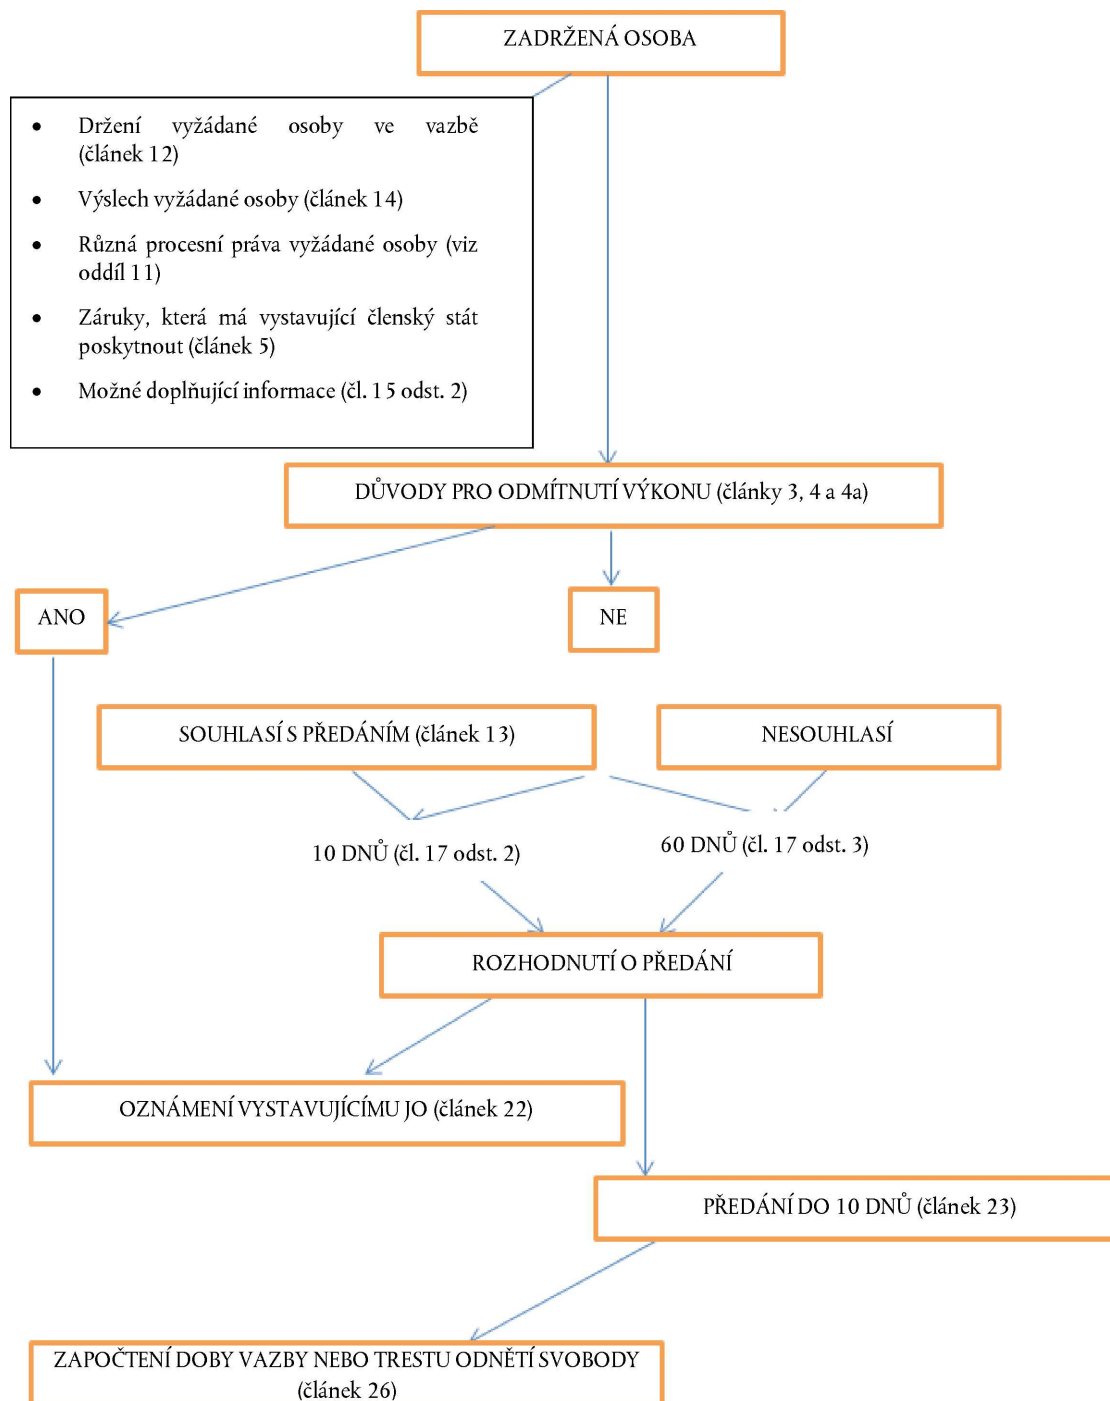 ZADRŽENÁ OSOBA
• Držení vyžádané osoby ve vazbě
(článek 12)
• Výslech vyžádané osoby (článek 14)
• Různá procesní práva vyžádané osoby (viz
oddíl 11)
• Záruky, která má vystavující členský stát
poskytnout (článek 5)
• Možné doplňující informace (čl. 15 odst. 2)
DŮVODY PRO ODMÍTNUTÍ VÝKONU (články 3, 4 a 4a)
ANO
NE
SOUHLASÍ S PŘEDÁNÍM (článek 13)
NESOUHLASÍ
10 DNŮ (čl. 17 odst. 2)
60 DNŮ (čl. 17 odst. 3)
ROZHODNUTÍ O PŘEDÁNÍ
OZNÁMENÍ VYSTAVUJÍCÍMU JO (článek 22)
PŘEDÁNÍ DO 10 DNŮ (článek 23)
ZAPOČTENÍ DOBY VAZBY NEBO TRESTU ODNĚTÍ SVOBODY
(článek 26)